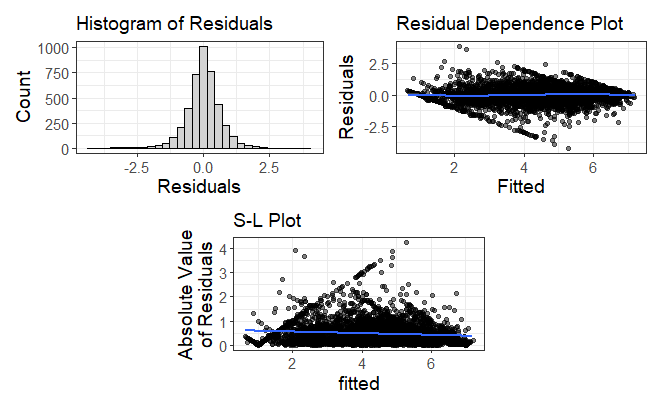 Histogram of Residuals
Count
1000
750
500
250
0
-2.5
0.0
2.5
Residuals
Residual Dependence Plot
Residuals
2.5
0.0
-2.5
2
4
6
Fitted
S-L Plot
Absolute Value
of Residuals
4
3
2
1
0
2
4
6
fitted